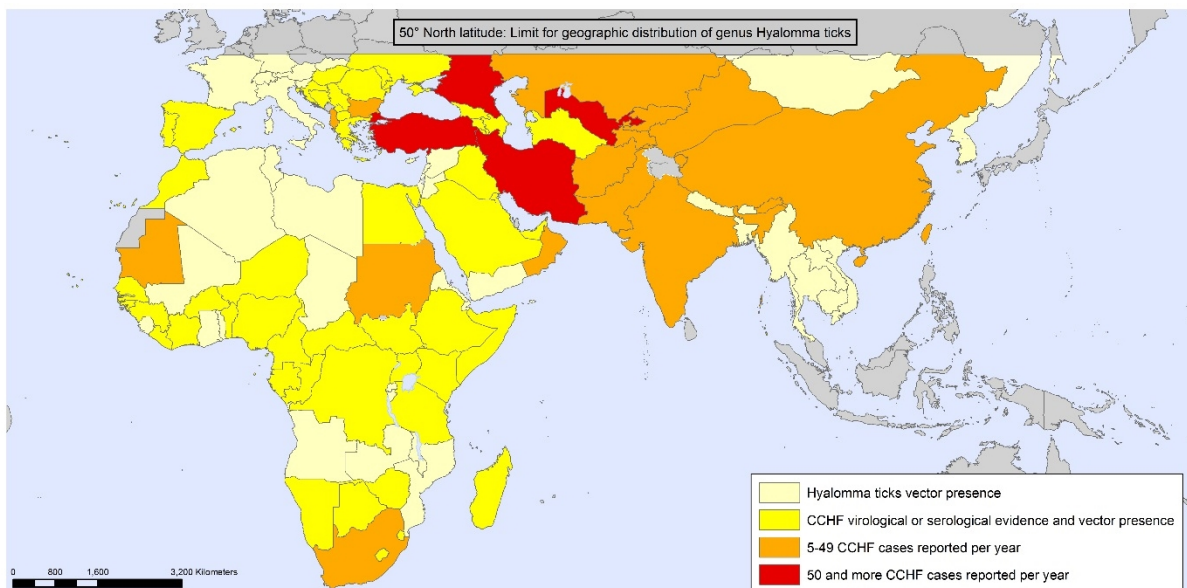 50° North latitude: Limit for geographic distribution of genus Hyalomma ticks
Hyalomma ticks vector presence
CCHF virological or serological evidence and vector presence
5-49 CCHF cases reported per year
50 and more CCHF cases reported per year
0 800 1,600 3,200 Kilometers